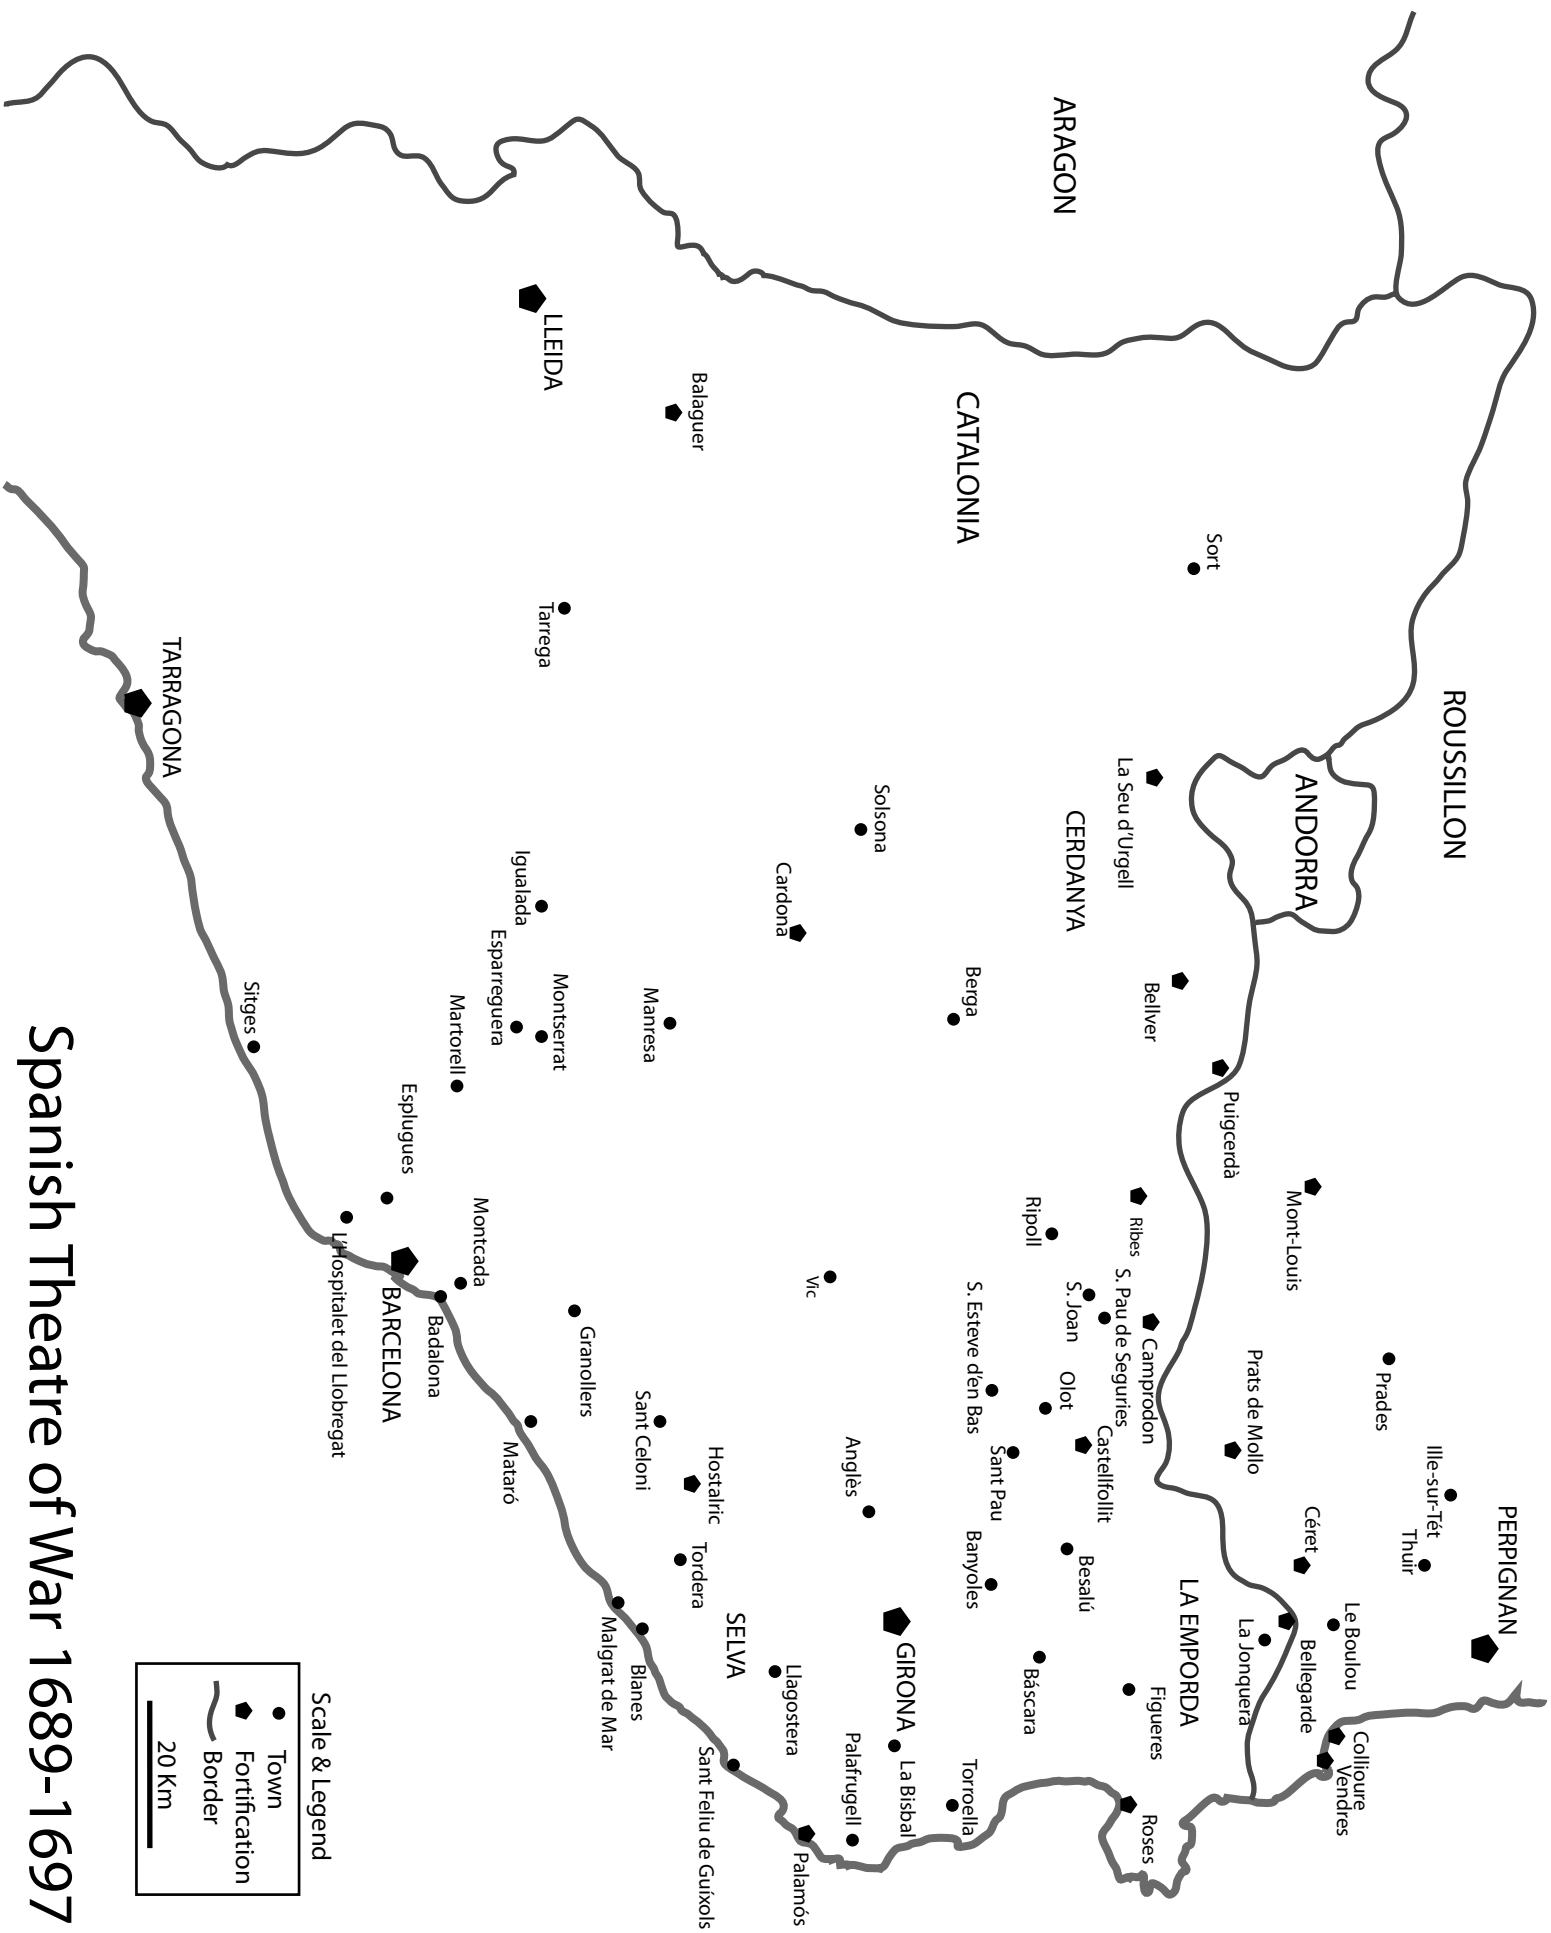 PERPIGNAN
Ille-sur-Tét
Thuir
ROUSSILLON
Prades
Le Boulou
Collioure
Vendres
Céret
Bellegarde
Mont-Louis
ANDORRA
Prats de Mollo
La Jonquera
Puigcerdà
Sort
LA EMPORDA
Bellver
Ribes
Camprodon
Figueres
Roses
La Seu d'Urgell
S. Pau de Seguries
Castellfollit
CERDANYA
S. Joan
Olot
Besalú
ARAGON
Ripoll
Báscara
Sant Pau
CATALONIA
Berga
S. Esteve d'en Bas
Banyoles
Torroella
GIRONA
La Bisbal
Solsona
Anglès
Palafrugell
Vic
Cardona
Palamós
Llagostera
SELVA
Hostalric
Sant Feliu de Guíxols
Balaguer
Tordera
Manresa
Sant Celoni
Blanes
Malgrat de Mar
Granollers
Montserrat
LLEIDA
Tarrega
Igualada
Mataró
Esparreguera
Montcada
Martorell
Badalona
Esplugues
BARCELONA
L'Hospitalet del Llobregat
Sitges
TARRAGONA
Scale & Legend
Town
Fortification
Border
20 Km
Spanish Theatre of War 1689-1697